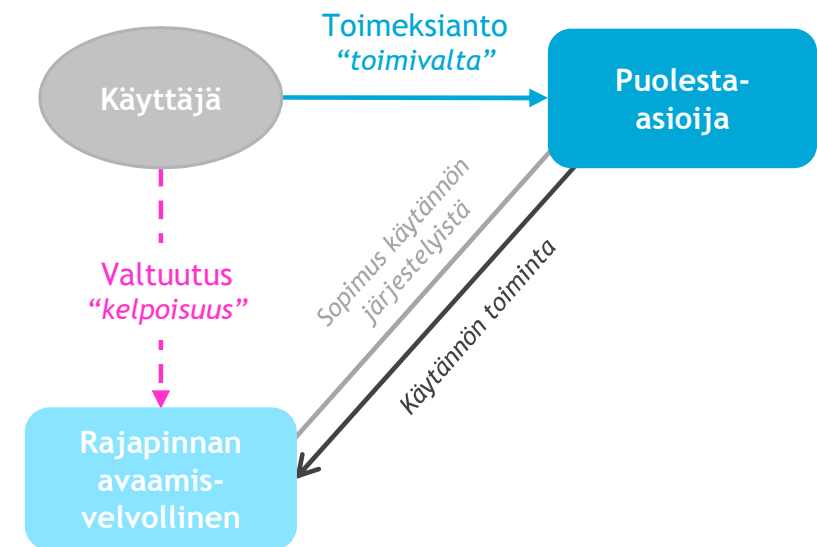 Toimeksianto
“toimivalta”
Käyttäjä
Puolesta-
asioija
Sopimus käytännön
järjestelyistä
Käytännön toiminta
Valtuutus
“kelpoisuus”
Rajapinnan
avaamis-
velvollinen